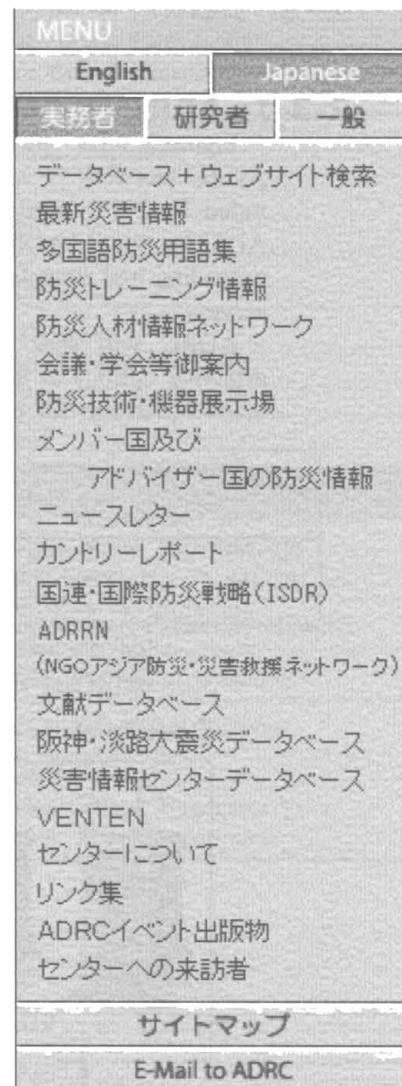 MENU
English Japanese
実務者 研究者 一般
データベース+ウェブサイト検索
最新災害情報
多国語防災用語集
防災トレーニング情報
防災人材情報ネットワーク
会議・学会等御案内
防災技術・機器展示場
メンバー国及び
アドバイザー国の防災情報
ニュースレター
カントリーレポート
国連・国際防災戦略(ISDR)
ADRRN
(NGOアジア防災・災害救援ネットワーク)
文献データベース
阪神・淡路大震災データベース
災害情報センターデータベース
VENTEN
センターについて
リンク集
ADRCイベント出版物
センターへの来訪者
サイトマップ
E-Mail to ADRC